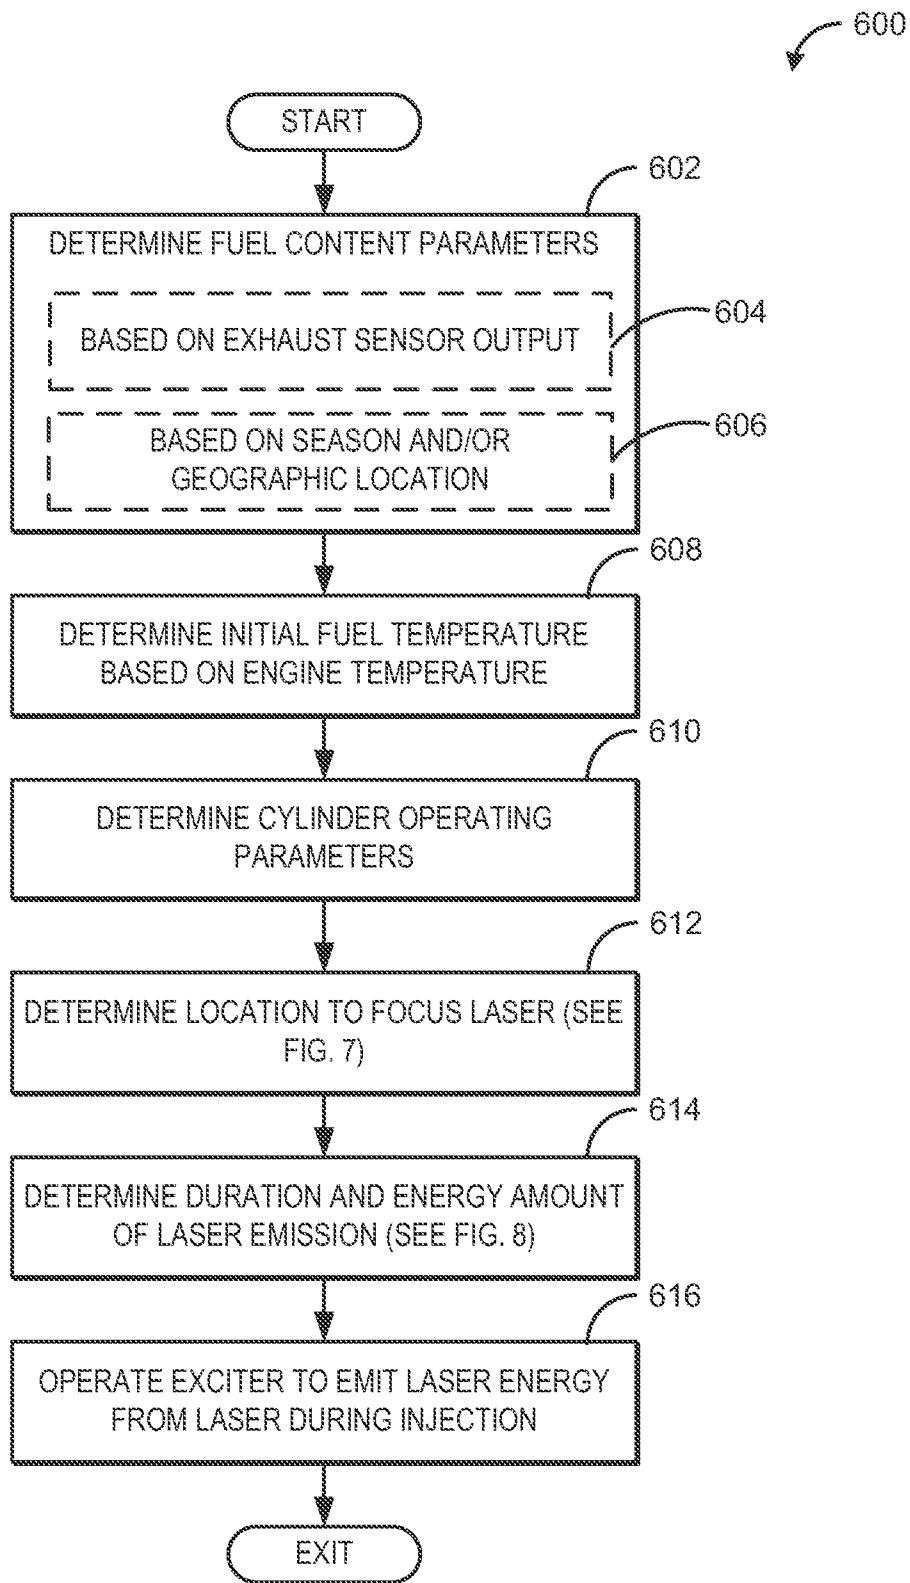 600
START
602
DETERMINE FUEL CONTENT PARAMETERS
604
BASED ON EXHAUST SENSOR OUTPUT
606
BASED ON SEASON AND/OR
GEOGRAPHIC LOCATION
608
DETERMINE INITIAL FUEL TEMPERATURE
BASED ON ENGINE TEMPERATURE
610
DETERMINE CYLINDER OPERATING
PARAMETERS
612
DETERMINE LOCATION TO FOCUS LASER (SEE
FIG. 7)
614
DETERMINE DURATION AND ENERGY AMOUNT
OF LASER EMISSION (SEE FIG. 8)
616
OPERATE EXCITER TO EMIT LASER ENERGY
FROM LASER DURING INJECTION
EXIT